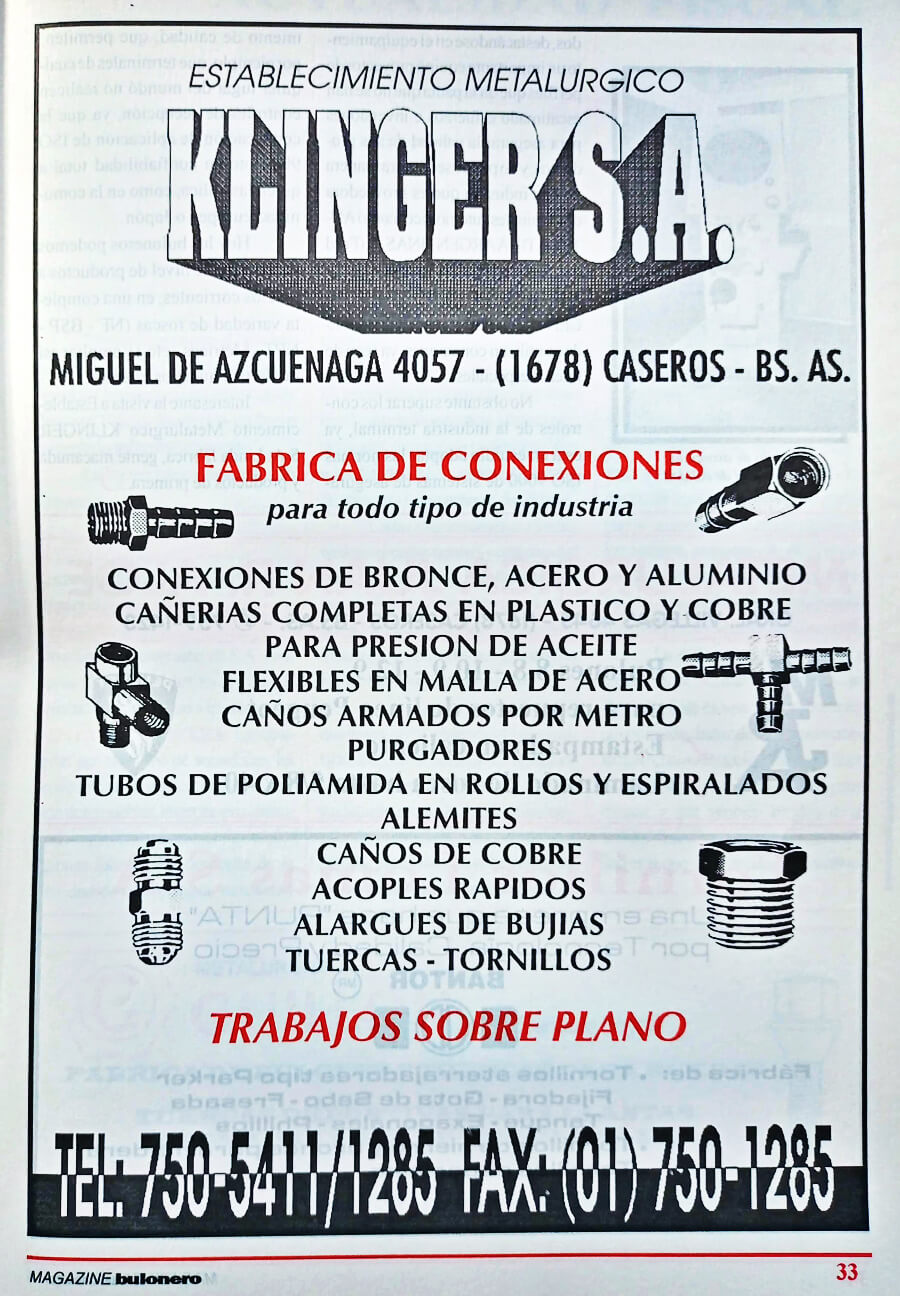 ESTABLECIMIENTO METALURGICO
KLINGER S.A.
MIGUEL DE AZCUENAGA 4057 - (1678) CASEROS - BS. AS.
FABRICA DE CONEXIONES
para todo tipo de industria
CONEXIONES DE BRONCE, ACERO Y ALUMINIO
CAÑERIAS COMPLETAS EN PLASTICO Y COBRE
PARA PRESION DE ACEITE
FLEXIBLES EN MALLA DE ACERO
CAÑOS ARMADOS POR METRO
PURGADORES
TUBOS DE POLIAMIDA EN ROLLOS Y ESPIRALADOS
ALEMITES
CAÑOS DE COBRE
ACOPLES RAPIDOS
ALARGUES DE BUJIAS
TUERCAS - TORNILLOS
TRABAJOS SOBRE PLANO
TEL: 750-5411/1285 FAX: (01) 750-1285
MAGAZINE bulonero
33